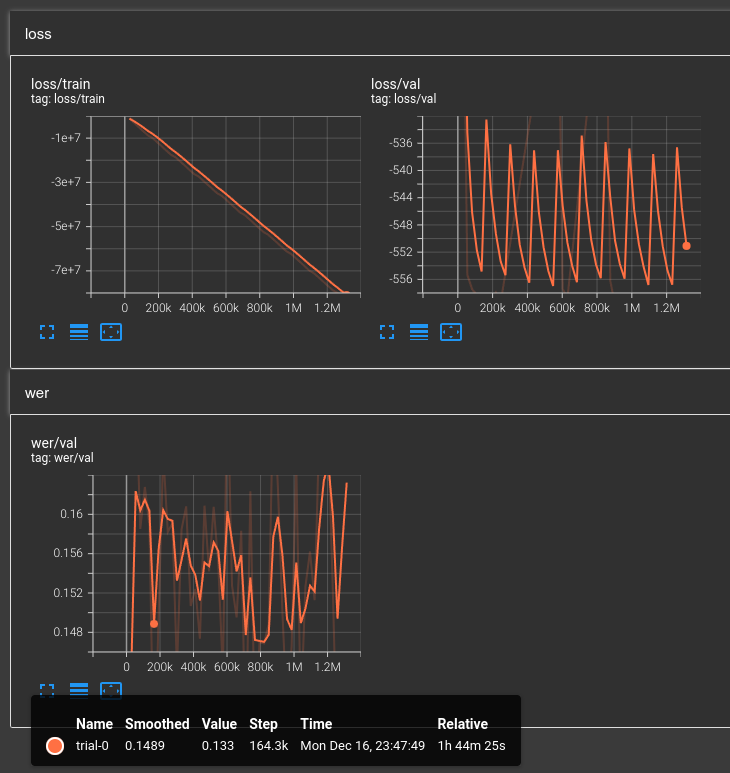 loss
loss/train
tag: loss/train
-1e+7
-3e+7
-5e+7
-7e+7
0 200k 400k 600k 800k 1M 1.2M
loss/val
tag: loss/val
-536
-540
-544
-548
-552
-556
0 200k 400k 600k 800k 1M 1.2M
wer
wer/val
tag: wer/val
0.16
0.156
0.152
0.148
0 200k 400k 600k 800k 1M 1.2M
Name Smoothed Value Step Time Relative
trial-0 0.1489 0.133 164.3k Mon Dec 16, 23:47:49 1h 44m 25s